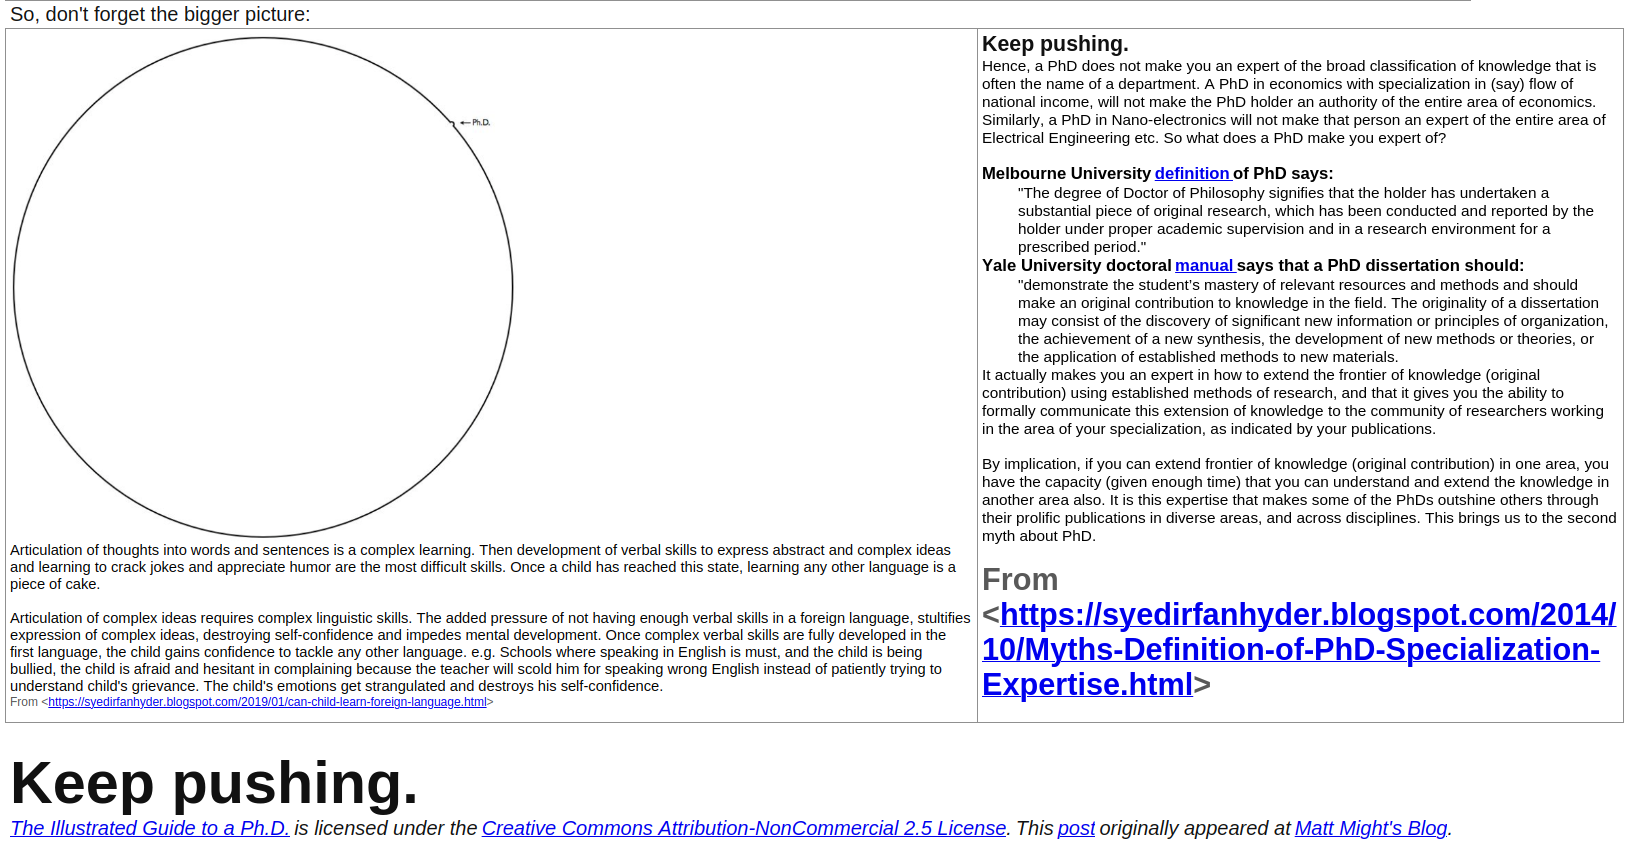 So, don't forget the bigger picture:
Ph.D.
Articulation of thoughts into words and sentences is a complex learning. Then development of verbal skills to express abstract and complex ideas
and learning to crack jokes and appreciate humor are the most difficult skills. Once a child has reached this state, learning any other language is a
piece of cake.
Articulation of complex ideas requires complex linguistic skills. The added pressure of not having enough verbal skills in a foreign language, stultifies
expression of complex ideas, destroying self-confidence and impedes mental development. Once complex verbal skills are fully developed in the
first language, the child gains confidence to tackle any other language. e.g. Schools where speaking in English is must, and the child is being
bullied, the child is afraid and hesitant in complaining because the teacher will scold him for speaking wrong English instead of patiently trying to
understand child's grievance. The child's emotions get strangulated and destroys his self-confidence.
From <https://syedirfanhyder.blogspot.com/2019/01/can-child-learn-foreign-language.html>
Keep pushing.
Hence, a PhD does not make you an expert of the broad classification of knowledge that is
often the name of a department. A PhD in economics with specialization in (say) flow of
national income, will not make the PhD holder an authority of the entire area of economics.
Similarly, a PhD in Nano-electronics will not make that person an expert of the entire area of
Electrical Engineering etc. So what does a PhD make you expert of?
Melbourne University definition of PhD says:
"The degree of Doctor of Philosophy signifies that the holder has undertaken a
substantial piece of original research, which has been conducted and reported by the
holder under proper academic supervision and in a research environment for a
prescribed period."
Yale University doctoral manual says that a PhD dissertation should:
"demonstrate the student’s mastery of relevant resources and methods and should
make an original contribution to knowledge in the field. The originality of a dissertation
may consist of the discovery of significant new information or principles of organization,
the achievement of a new synthesis, the development of new methods or theories, or
the application of established methods to new materials.
It actually makes you an expert in how to extend the frontier of knowledge (original
contribution) using established methods of research, and that it gives you the ability to
formally communicate this extension of knowledge to the community of researchers working
in the area of your specialization, as indicated by your publications.
By implication, if you can extend frontier of knowledge (original contribution) in one area, you
have the capacity (given enough time) that you can understand and extend the knowledge in
another area also. It is this expertise that makes some of the PhDs outshine others through
their prolific publications in diverse areas, and across disciplines. This brings us to the second
myth about PhD.
From
<https://syedirfanhyder.blogspot.com/2014/
10/Myths-Definition-of-PhD-Specialization-
Expertise.html>
Keep pushing.
The Illustrated Guide to a Ph.D. is licensed under the Creative Commons Attribution-NonCommercial 2.5 License. This post originally appeared at Matt Might's Blog.